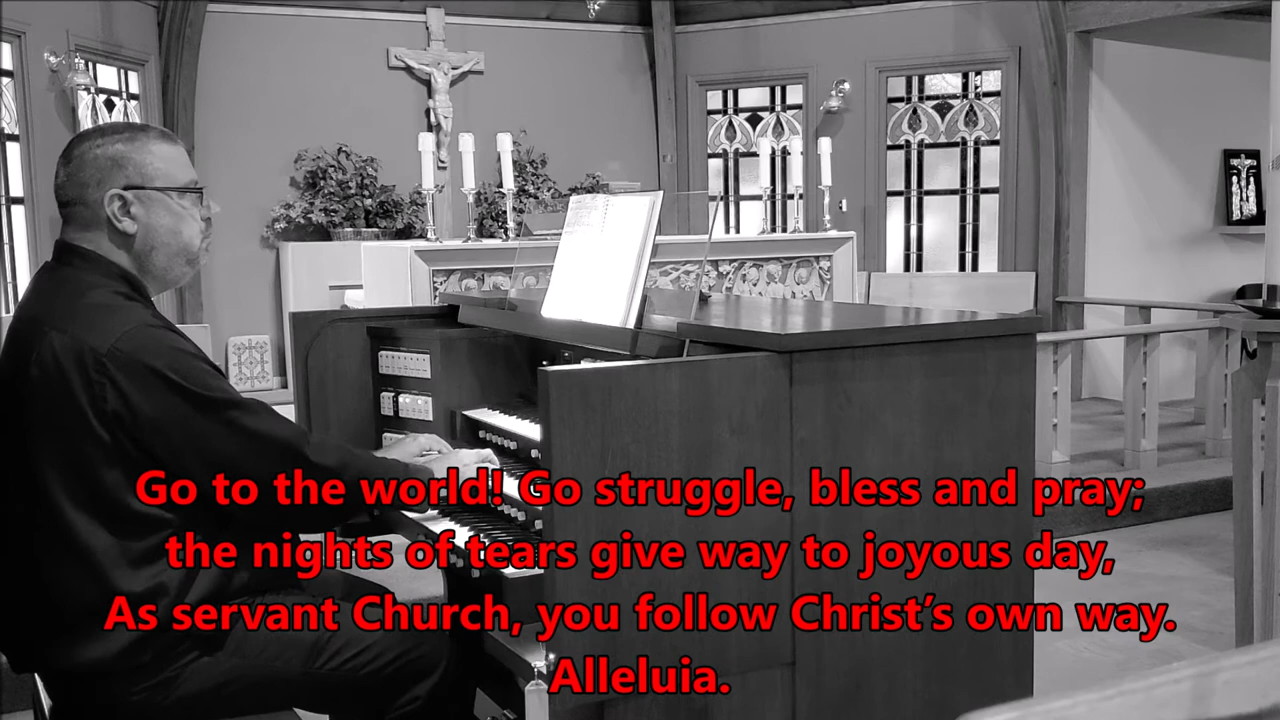 Go to the world! Go struggle, bless and pray;
the nights of tears give way to joyous day,
As servant Church, you follow Christ’s own way.
Alleluia.